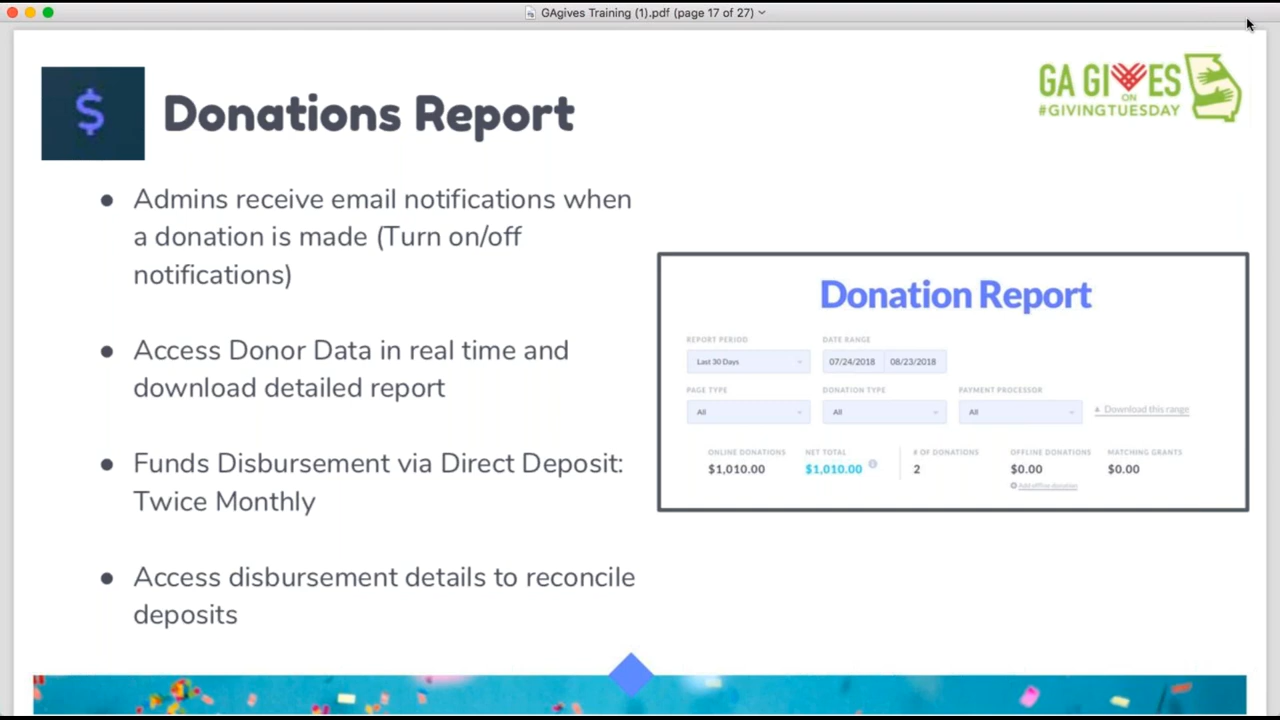 GAgives Training (1).pdf (page 17 of 27)
$
Donations Report
GA GIVES
ON
#GIVINGTUESDAY
● Admins receive email notifications when
a donation is made (Turn on/off
notifications)
● Access Donor Data in real time and
download detailed report
● Funds Disbursement via Direct Deposit:
Twice Monthly
● Access disbursement details to reconcile
deposits
Donation Report
REPORT PERIOD DATE RANGE
Last 30 Days 07/24/2018 08/23/2018
PAGE TYPE DONATION TYPE PAYMENT PROCESSOR
All All All Download this range
ONLINE DONATIONS NET TOTAL # OF DONATIONS OFFLINE DONATIONS MATCHING GRANTS
$1,010.00 $1,010.00 2 $0.00 $0.00
Add offline donation